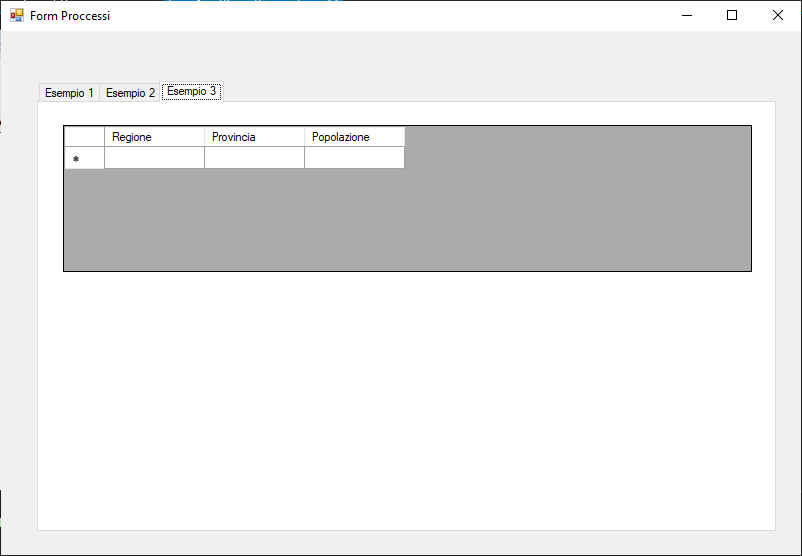 Form Proccessi
Esempio 1 Esempio 2 Esempio 3
Regione Provincia Popolazione
*